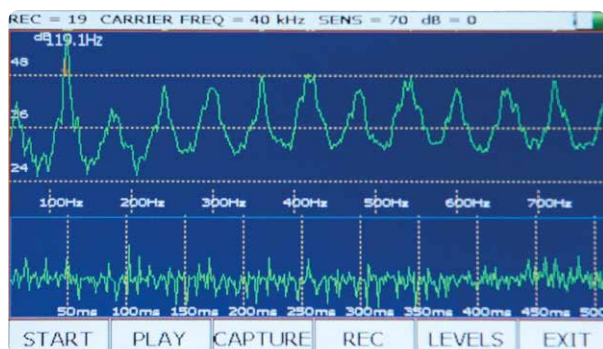 REC = 19 CARRIER FREQ = 40 kHz SENS = 70 dB = 0
dB 119.1Hz
48
36
24
100Hz 200Hz 300Hz 400Hz 500Hz 600Hz 700Hz
50ms 100ms 150ms 200ms 250ms 300ms 350ms 400ms 450ms 500
START PLAY CAPTURE REC LEVELS EXIT